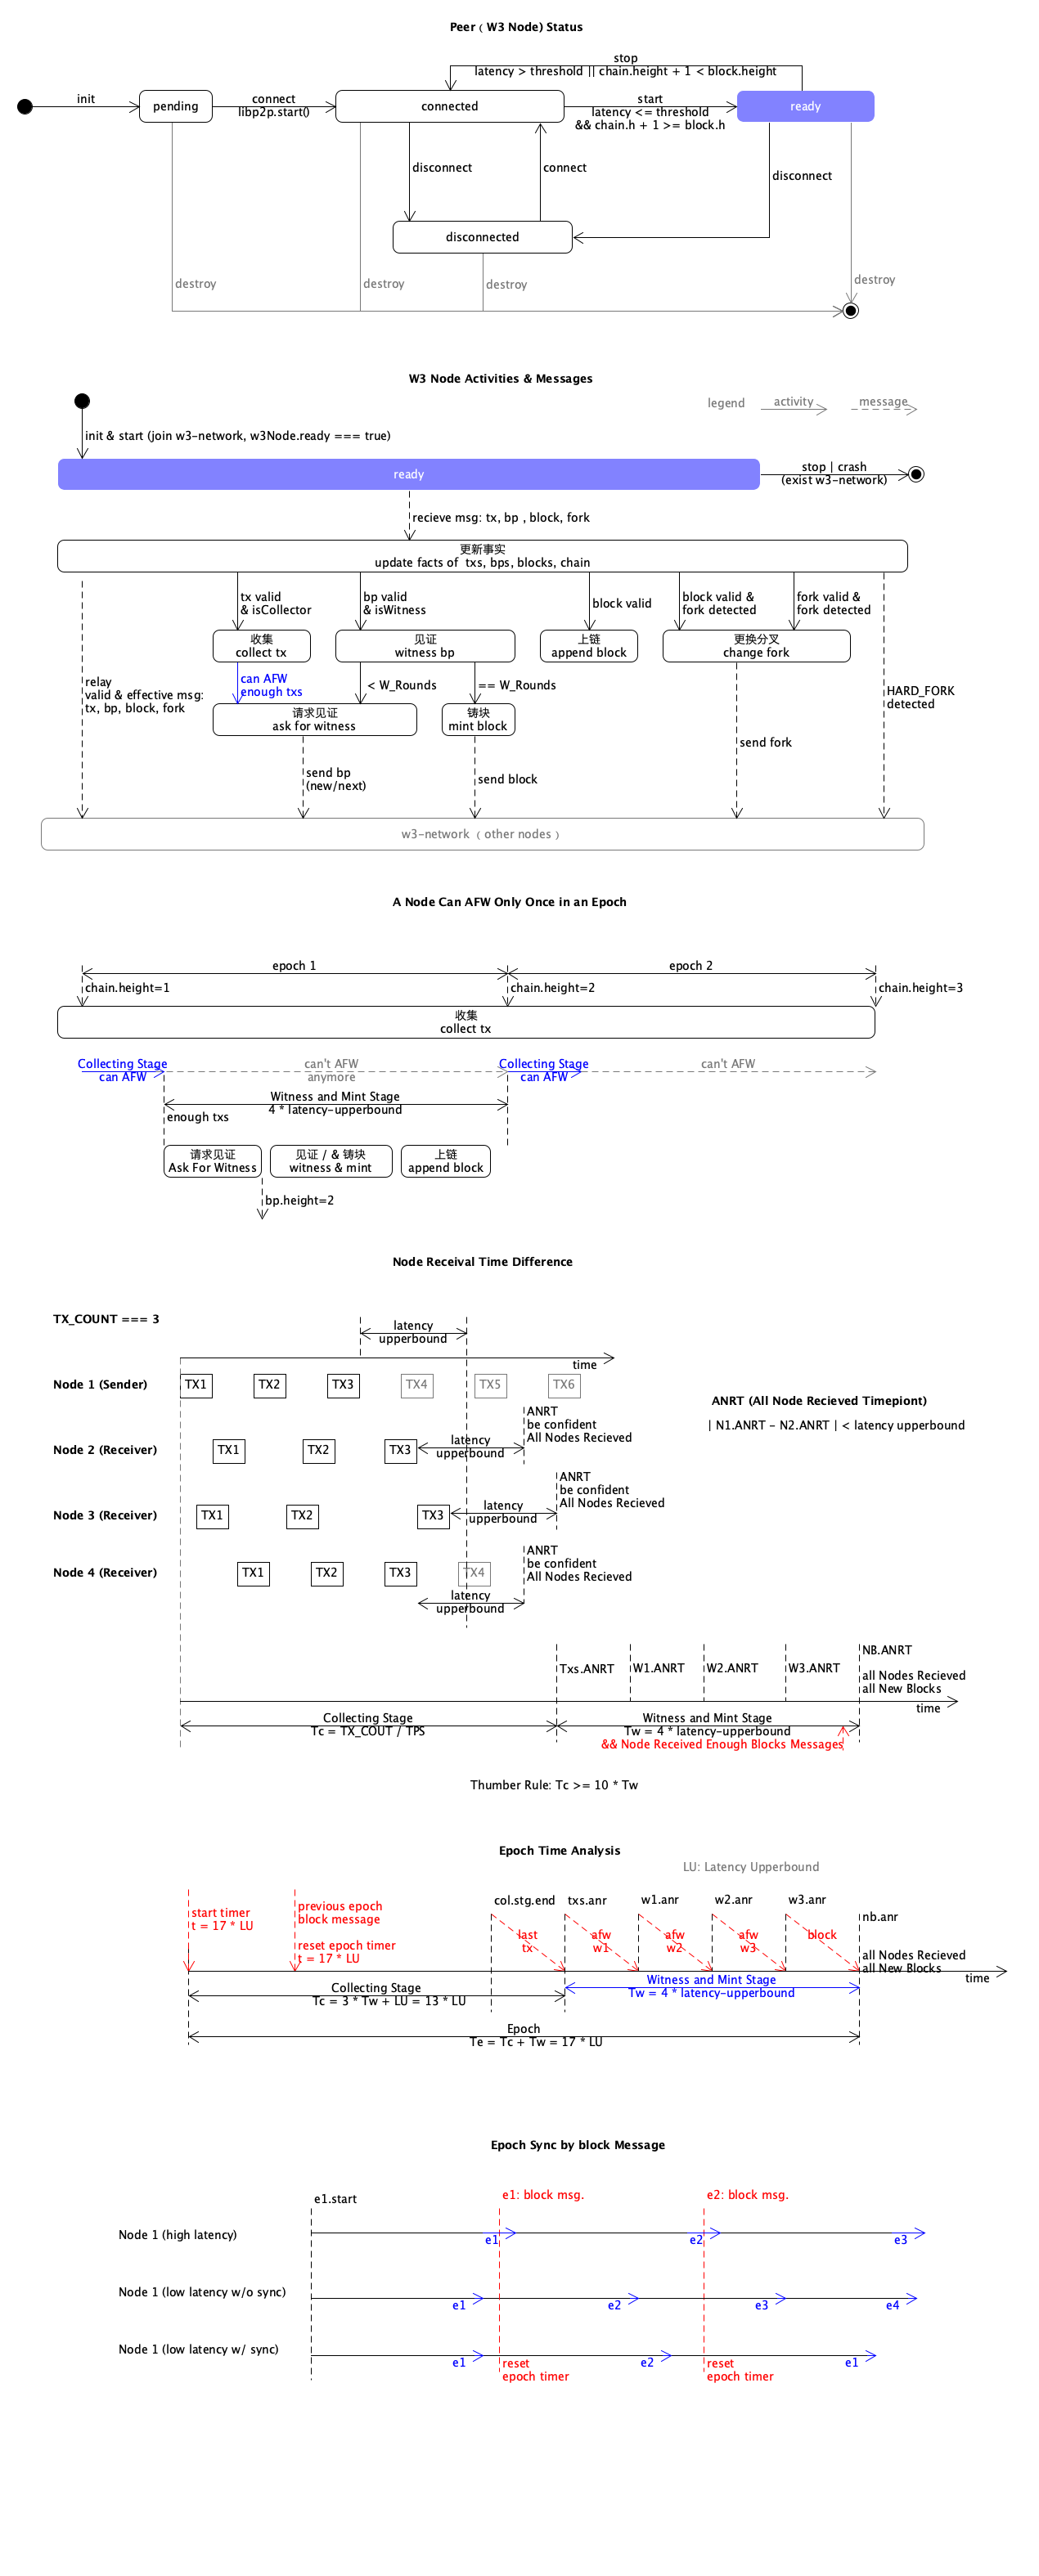 Peer ( W3 Node) Status
stop
latency > threshold || chain.height + 1 < block.height
init
pending
connect
libp2p.start()
connected
start
latency <= threshold
&& chain.h + 1 >= block.h
ready
disconnect
connect
disconnect
disconnected
destroy
destroy
destroy
destroy
W3 Node Activities & Messages
legend
activity
message
init & start (join w3-network, w3Node.ready === true)
ready
stop | crash
(exist w3-network)
recieve msg: tx, bp , block, fork
更新事实
update facts of txs, bps, blocks, chain
tx valid
& isCollector
bp valid
& isWitness
block valid
block valid &
fork detected
fork valid &
fork detected
收集
collect tx
见证
witness bp
上链
append block
更换分叉
change fork
relay
valid & effective msg:
tx, bp, block, fork
can AFW
enough txs
< W_Rounds
== W_Rounds
HARD_FORK
detected
请求见证
ask for witness
铸块
mint block
send bp
(new/next)
send block
send fork
w3-network ( other nodes )
A Node Can AFW Only Once in an Epoch
epoch 1
epoch 2
chain.height=1
chain.height=2
chain.height=3
收集
collect tx
Collecting Stage
can AFW
can't AFW
anymore
Collecting Stage
can AFW
can't AFW
Witness and Mint Stage
4 * latency-upperbound
enough txs
请求见证
Ask For Witness
见证 / & 铸块
witness & mint
上链
append block
bp.height=2
Node Receival Time Difference
TX_COUNT === 3
latency
upperbound
time
Node 1 (Sender)
TX1
TX2
TX3
TX4
TX5
TX6
ANRT (All Node Recieved Timepiont)
| N1.ANRT - N2.ANRT | < latency upperbound
Node 2 (Receiver)
TX1
TX2
TX3
latency
upperbound
ANRT
be confident
All Nodes Recieved
Node 3 (Receiver)
TX1
TX2
TX3
latency
upperbound
ANRT
be confident
All Nodes Recieved
Node 4 (Receiver)
TX1
TX2
TX3
TX4
latency
upperbound
ANRT
be confident
All Nodes Recieved
Txs.ANRT
W1.ANRT
W2.ANRT
W3.ANRT
NB.ANRT
all Nodes Recieved
all New Blocks
time
Collecting Stage
Tc = TX_COUT / TPS
Witness and Mint Stage
Tw = 4 * latency-upperbound
&& Node Received Enough Blocks Messages
Thumber Rule: Tc >= 10 * Tw
Epoch Time Analysis
LU: Latency Upperbound
start timer
t = 17 * LU
previous epoch
block message
reset epoch timer
t = 17 * LU
col.stg.end
txs.anr
w1.anr
w2.anr
w3.anr
nb.anr
last
tx
afw
w1
afw
w2
afw
w3
block
all Nodes Recieved
all New Blocks
time
Collecting Stage
Tc = 3 * Tw + LU = 13 * LU
Witness and Mint Stage
Tw = 4 * latency-upperbound
Epoch
Te = Tc + Tw = 17 * LU
Epoch Sync by block Message
e1.start
e1: block msg.
e2: block msg.
Node 1 (high latency)
e1
e2
e3
Node 1 (low latency w/o sync)
e1
e2
e3
e4
Node 1 (low latency w/ sync)
e1
reset
epoch timer
e2
reset
epoch timer
e1